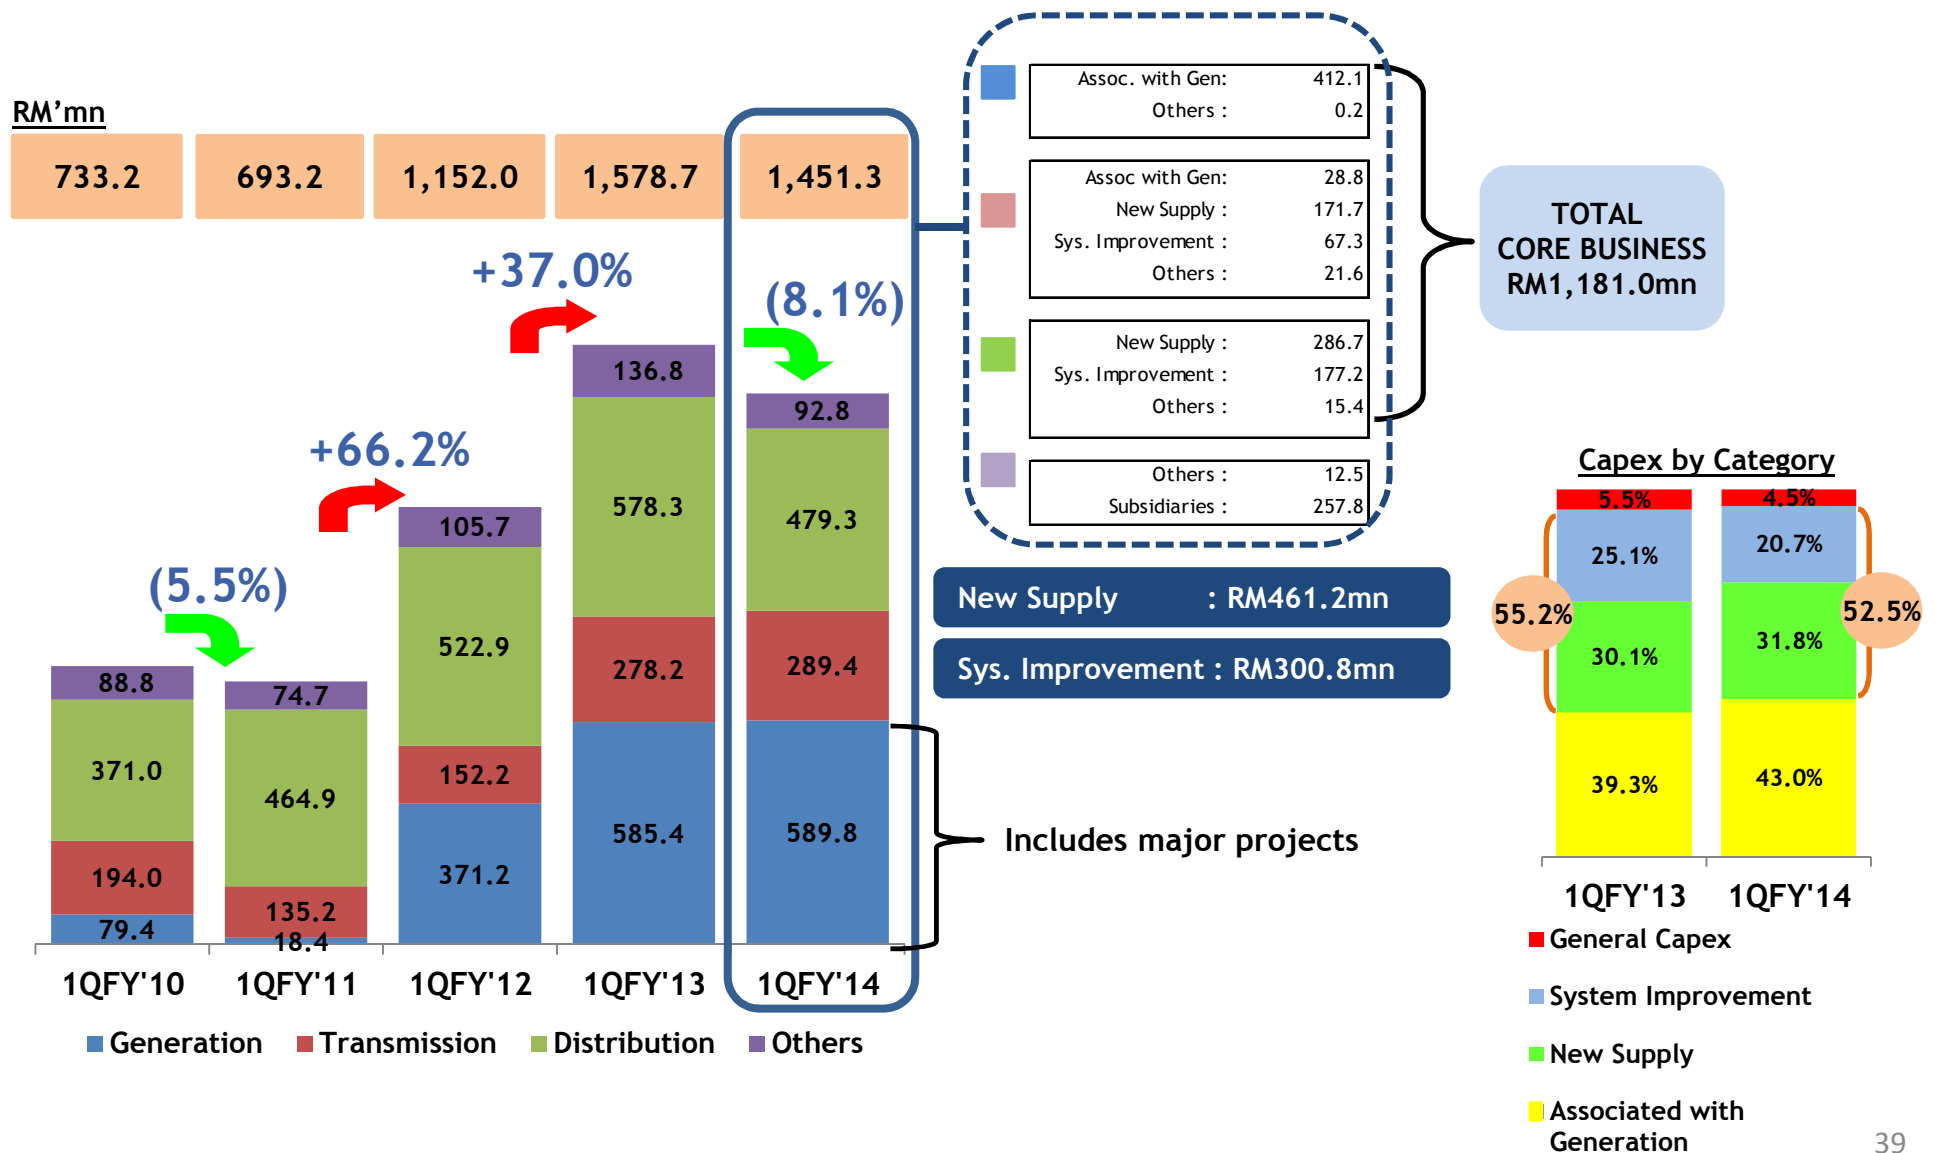 RM’mn
733.2
693.2
1,152.0
1,578.7
1,451.3
(5.5%)
+66.2%
+37.0%
(8.1%)
88.8
371.0
194.0
79.4
74.7
464.9
135.2
18.4
105.7
522.9
152.2
371.2
136.8
578.3
278.2
585.4
92.8
479.3
289.4
589.8
1QFY'10
1QFY'11
1QFY'12
1QFY'13
1QFY'14
Generation
Transmission
Distribution
Others
Assoc. with Gen: 412.1
Others : 0.2
Assoc with Gen: 28.8
New Supply : 171.7
Sys. Improvement : 67.3
Others : 21.6
New Supply : 286.7
Sys. Improvement : 177.2
Others : 15.4
Others : 12.5
Subsidiaries : 257.8
TOTAL
CORE BUSINESS
RM1,181.0mn
New Supply : RM461.2mn
Sys. Improvement : RM300.8mn
Includes major projects
Capex by Category
5.5%
25.1%
30.1%
39.3%
55.2%
4.5%
20.7%
31.8%
43.0%
52.5%
1QFY'13
1QFY'14
General Capex
System Improvement
New Supply
Associated with
Generation
39